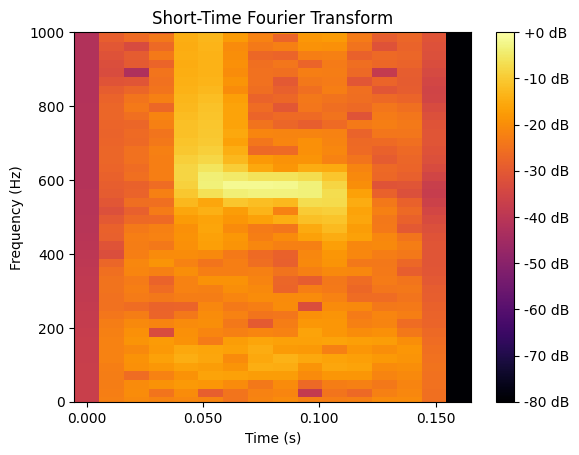 Short-Time Fourier Transform
1000
800
600
400
200
0
Frequency (Hz)
0.000
0.050
0.100
0.150
Time (s)
+0 dB
-10 dB
-20 dB
-30 dB
-40 dB
-50 dB
-60 dB
-70 dB
-80 dB